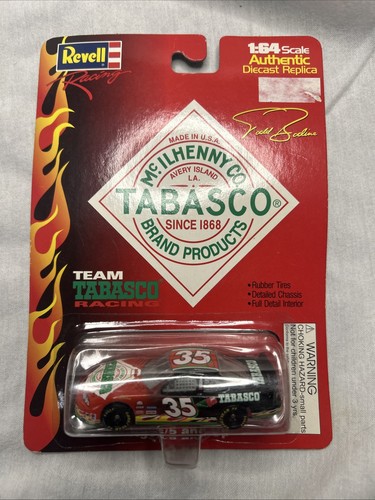 Revell
Racing
1:64 Scale
Authentic
Diecast Replica
Todd Bodine
MADE IN U.S.A.
McILHENNY CO.
AVERY ISLAND
LA.
TABASCO®
SINCE 1868
BRAND PRODUCTS
TEAM
TABASCO
RACING
• Rubber Tires
• Detailed Chassis
• Full Detail Interior
WARNING
CHOKING HAZARD-small parts
Not for children under 3 yrs.
35
35
TABASCO